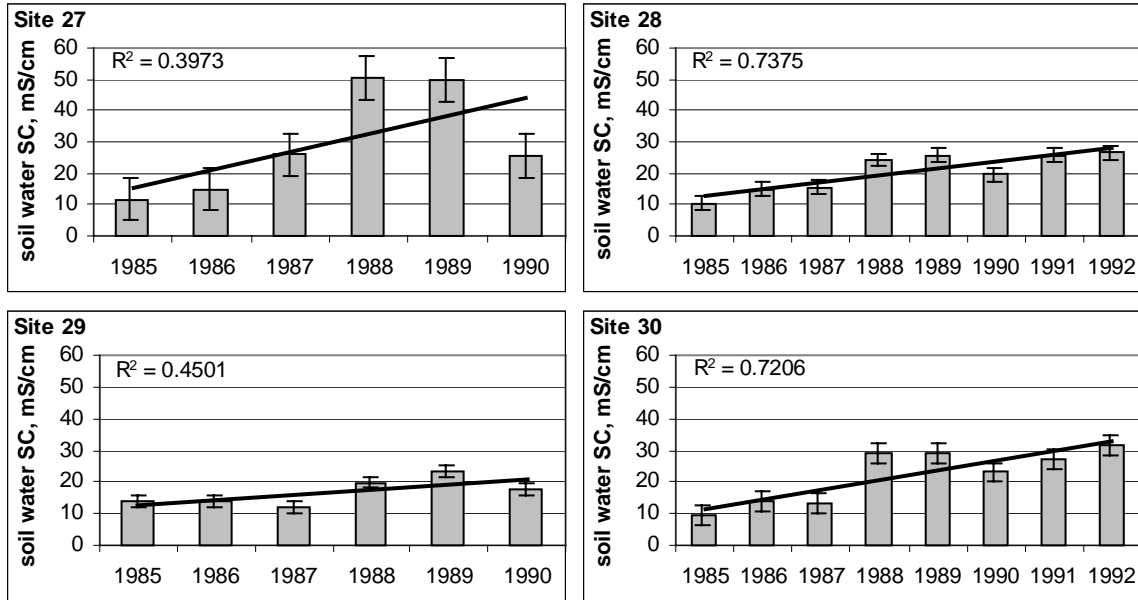 Site 27
R² = 0.3973
soil water SC, mS/cm
60
50
40
30
20
10
0
1985 1986 1987 1988 1989 1990
Site 28
R² = 0.7375
soil water SC, mS/cm
60
50
40
30
20
10
0
1985 1986 1987 1988 1989 1990 1991 1992
Site 29
R² = 0.4501
soil water SC, mS/cm
60
50
40
30
20
10
0
1985 1986 1987 1988 1989 1990
Site 30
R² = 0.7206
soil water SC, mS/cm
60
50
40
30
20
10
0
1985 1986 1987 1988 1989 1990 1991 1992